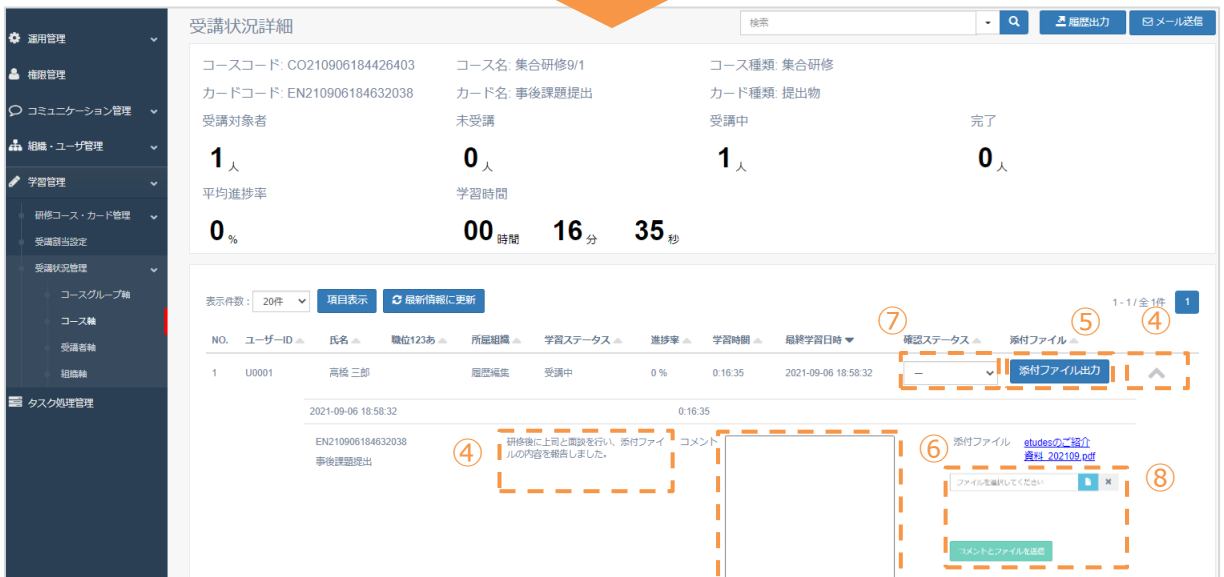 受講状況詳細
検索
履歴出力
メール送信
運用管理
権限管理
コミュニケーション管理
組織・ユーザ管理
学習管理
研修コース・カード管理
受講割当設定
受講状況管理
コースグループ軸
コース軸
受講者軸
組織軸
タスク処理管理
コースコード: CO210906184426403
コース名: 集合研修9/1
コース種類: 集合研修
カードコード: EN210906184632038
カード名: 事後課題提出
カード種類: 提出物
受講対象者
未受講
受講中
完了
1人
0人
1人
0人
平均進捗率
学習時間
0%
00時間 16分 35秒
表示件数: 20件
項目表示
最新情報に更新
1 - 1 / 全 1件
1
⑦
⑤
④
NO. ユーザーID 氏名 職位123あ 所属組織 学習ステータス 進捗率 学習時間 最終学習日時 確認ステータス 添付ファイル
1 U0001 高橋 三郎 履歴編集 受講中 0 % 0:16:35 2021-09-06 18:58:32 — 添付ファイル出力
2021-09-06 18:58:32 0:16:35
EN210906184632038
事後課題提出
④
研修後に上司と面談を行い、添付ファイ
ルの内容を報告しました。
コメント
⑥
添付ファイル
etudesのご紹介
資料_202109.pdf
ファイルを選択してください
⑧
コメントとファイルを送信